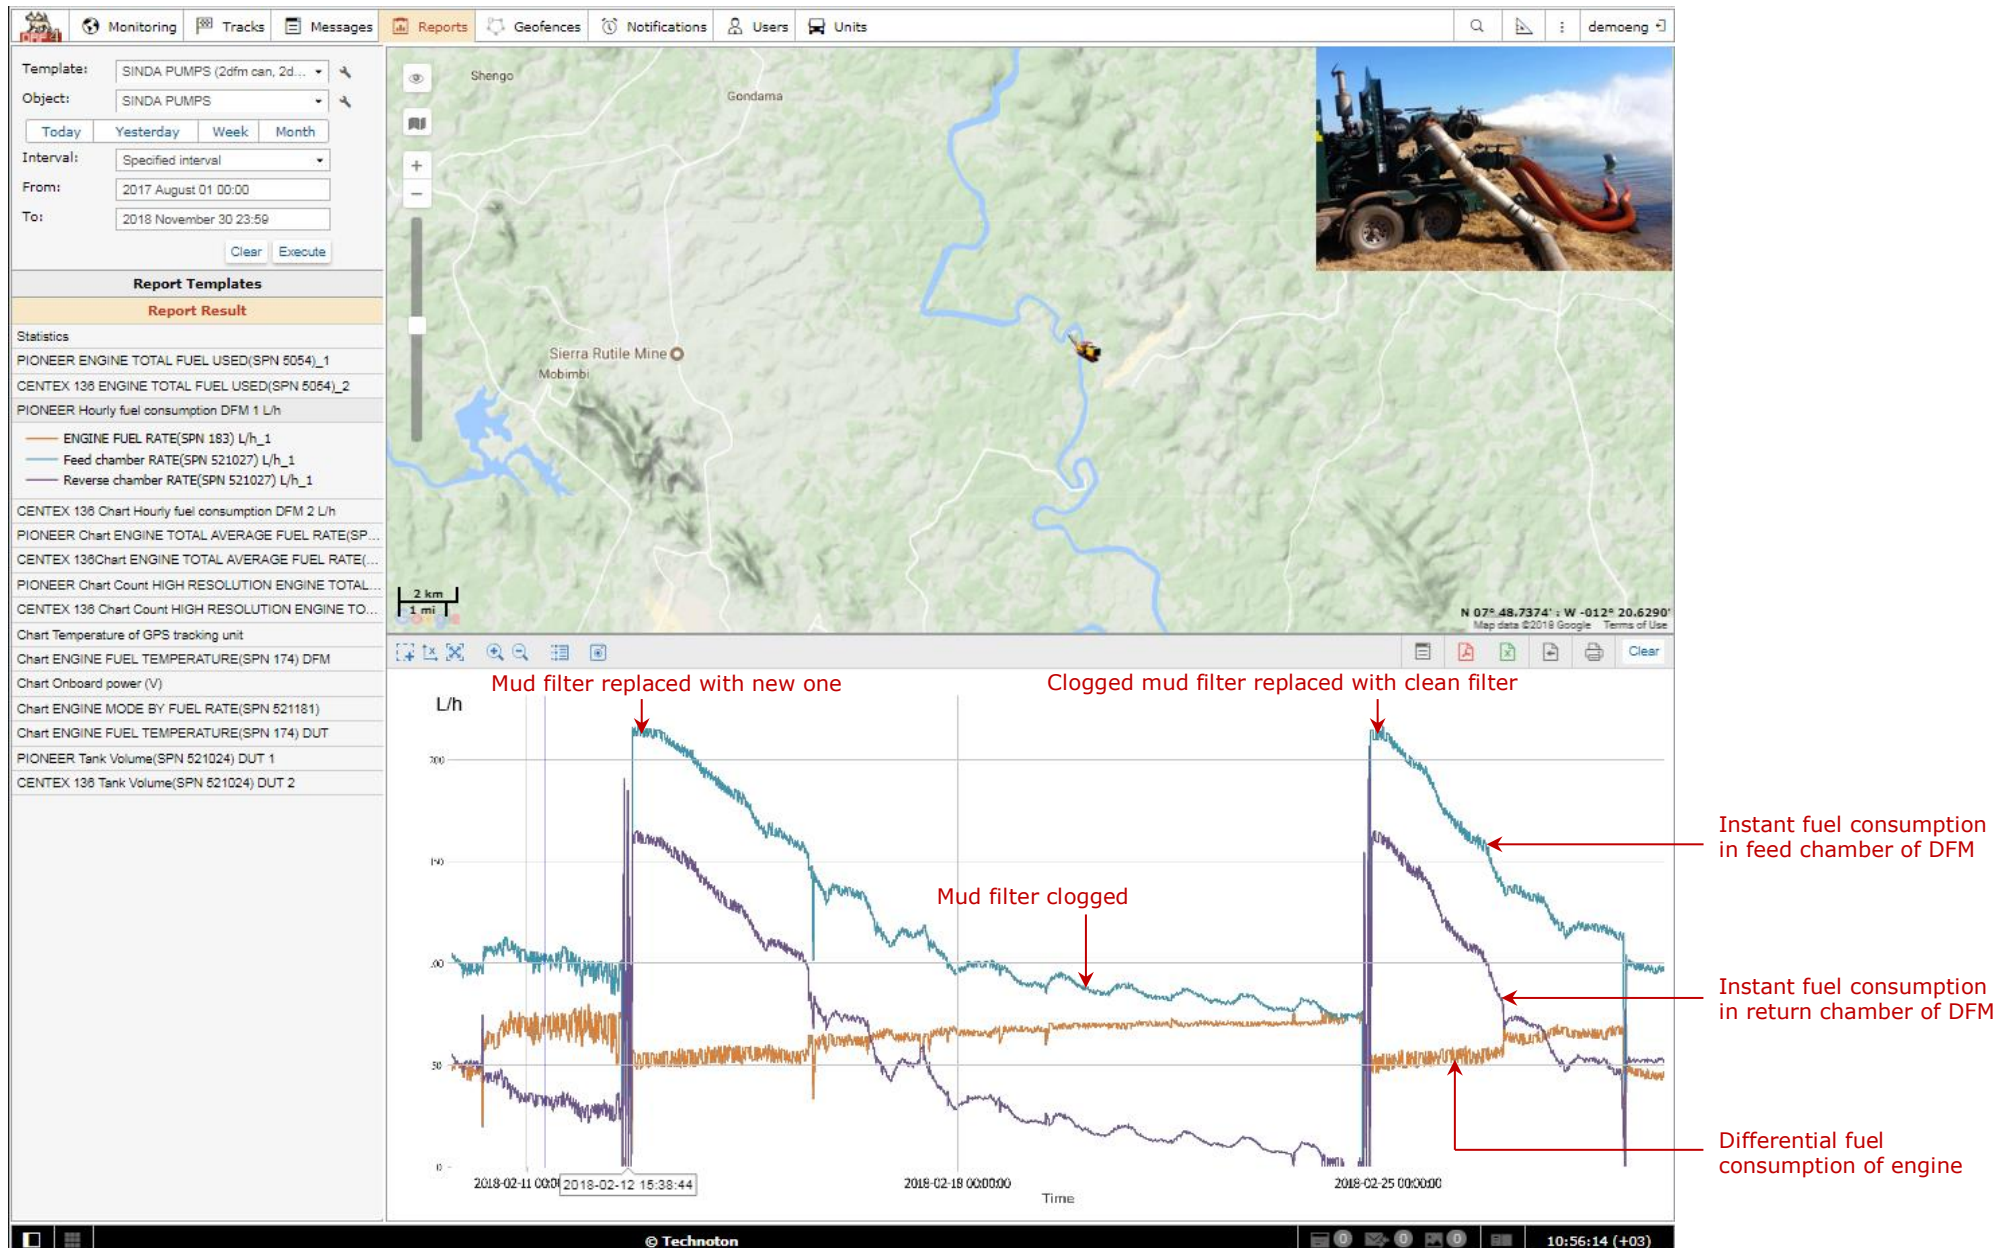 Monitoring Tracks Messages Reports Geofences Notifications Users Units demoeng
Template: SINDA PUMPS (2dfm can, 2d...
Object: SINDA PUMPS
Today Yesterday Week Month
Interval: Specified interval
From: 2017 August 01 00:00
To: 2018 November 30 23:59
Clear Execute
Report Templates
Report Result
Statistics
PIONEER ENGINE TOTAL FUEL USED(SPN 5054)_1
CENTEX 136 ENGINE TOTAL FUEL USED(SPN 5054)_2
PIONEER Hourly fuel consumption DFM 1 L/h
ENGINE FUEL RATE(SPN 183) L/h_1
Feed chamber RATE(SPN 521027) L/h_1
Reverse chamber RATE(SPN 521027) L/h_1
CENTEX 136 Chart Hourly fuel consumption DFM 2 L/h
PIONEER Chart ENGINE TOTAL AVERAGE FUEL RATE(SP...
CENTEX 136Chart ENGINE TOTAL AVERAGE FUEL RATE(...
PIONEER Chart Count HIGH RESOLUTION ENGINE TOTAL...
CENTEX 136 Chart Count HIGH RESOLUTION ENGINE TO...
Chart Temperature of GPS tracking unit
Chart ENGINE FUEL TEMPERATURE(SPN 174) DFM
Chart Onboard power (V)
Chart ENGINE MODE BY FUEL RATE(SPN 521181)
Chart ENGINE FUEL TEMPERATURE(SPN 174) DUT
PIONEER Tank Volume(SPN 521024) DUT 1
CENTEX 136 Tank Volume(SPN 521024) DUT 2
Shengo
Gondama
Sierra Rutile Mine
Mobimbi
2 km
1 mi
N 07° 48.7374' : W -012° 20.6290'
Map data ©2018 Google Terms of Use
Clear
Mud filter replaced with new one
Clogged mud filter replaced with clean filter
L/h
200
150
Mud filter clogged
50
0
2018-02-12 15:38:44
2018-02-18 00:00:00
2018-02-25 00:00:00
Time
Instant fuel consumption
in feed chamber of DFM
Instant fuel consumption
in return chamber of DFM
Differential fuel
consumption of engine
© Technoton
0 0 0
10:56:14 (+03)